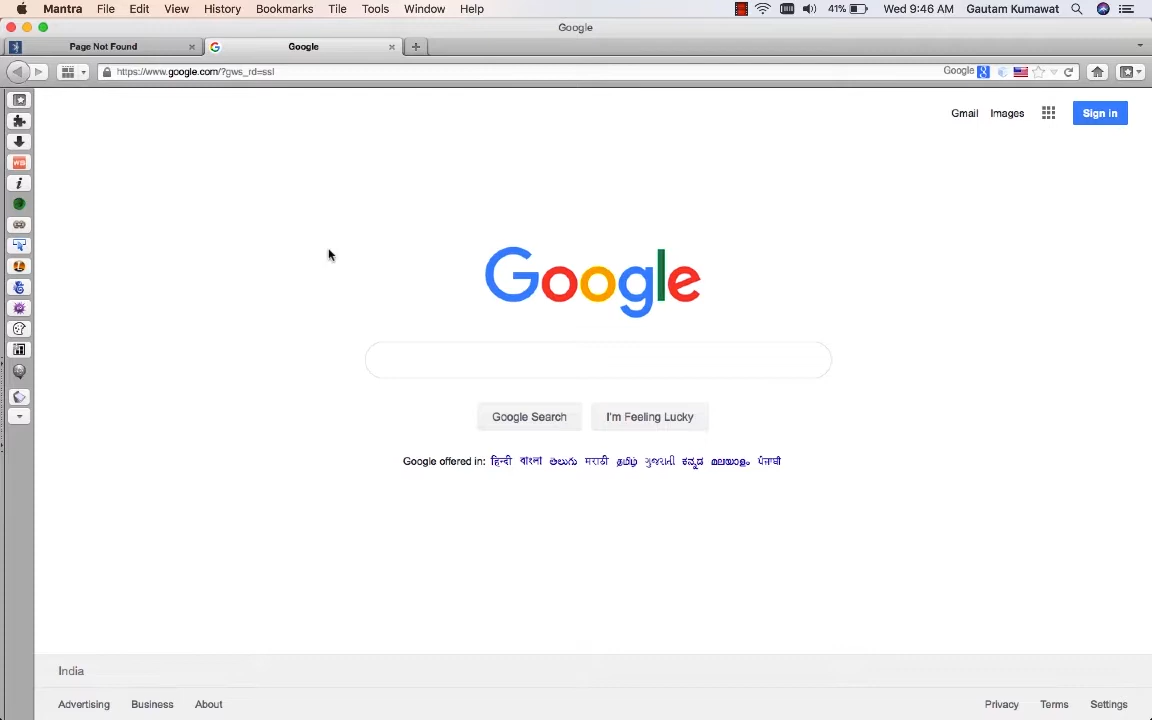 Mantra File Edit View History Bookmarks Tile Tools Window Help 41% Wed 9:46 AM Gautam Kumawat
Google
Page Not Found Google
https://www.google.com/?gws_rd=ssl Google
Gmail Images Sign in
Google
Google Search I'm Feeling Lucky
Google offered in: हिन्दी বাংলা తెలుగు मराठी தமிழ் ગુજરાતી ಕನ್ನಡ മലയാളം ਪੰਜਾਬੀ
India
Advertising Business About Privacy Terms Settings